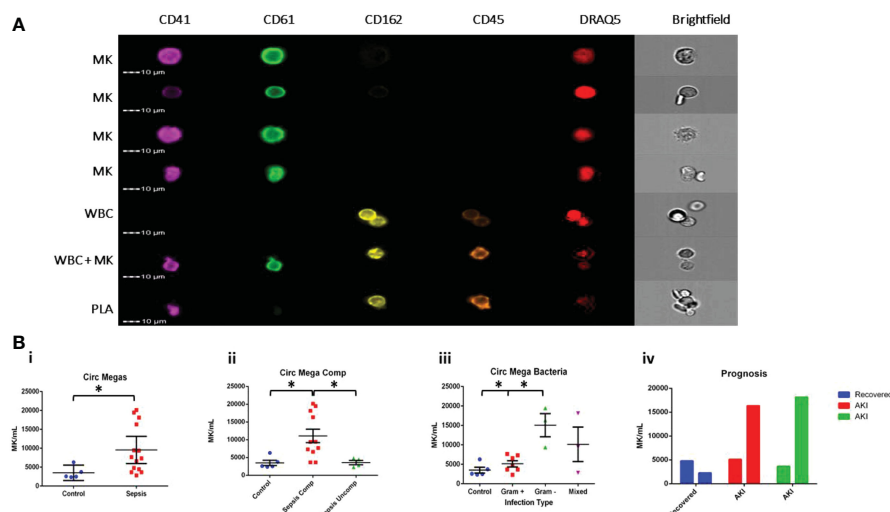 A
CD41 CD61 CD162 CD45 DRAQ5 Brightfield
MK
10 µm
MK
10 µm
MK
10 µm
MK
10 µm
WBC
10 µm
WBC + MK
10 µm
PLA
10 µm
B
i
Circ Megas
*
25000
20000
15000
10000
5000
0
MK/mL
Control Sepsis
ii
Circ Mega Comp
* *
25000
20000
15000
10000
5000
0
MK/mL
Control Sepsis Comp psis Uncomp
iii
Circ Mega Bacteria
* *
25000
20000
15000
10000
5000
0
MK/mL
Control Gram + Gram - Mixed
Infection Type
iv
Prognosis
20000
15000
10000
5000
0
MK/mL
Recovered
AKI
AKI
ecovered AKI AKI